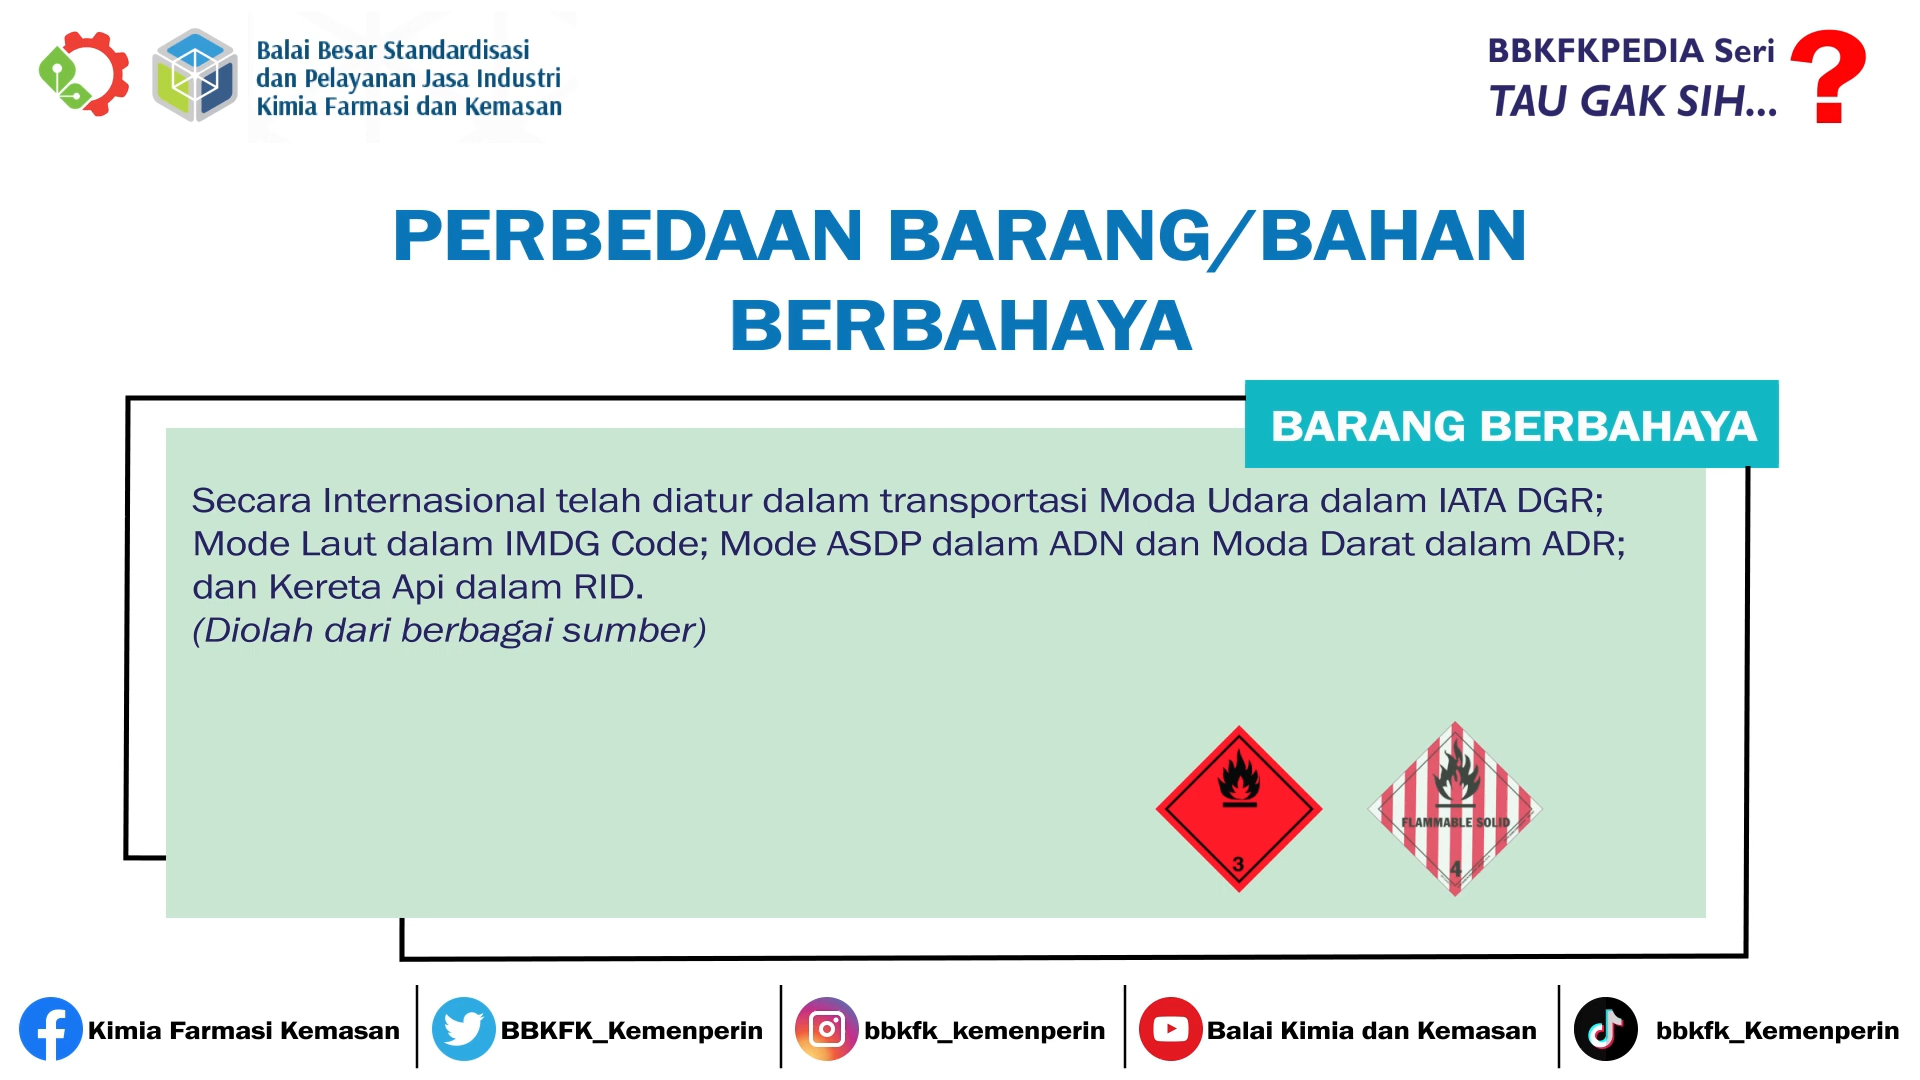 Balai Besar Standardisasi
dan Pelayanan Jasa Industri
Kimia Farmasi dan Kemasan
BBKFKPEDIA Seri
TAU GAK SIH...?
PERBEDAAN BARANG/BAHAN
BERBAHAYA
BARANG BERBAHAYA
Secara Internasional telah diatur dalam transportasi Moda Udara dalam IATA DGR;
Mode Laut dalam IMDG Code; Mode ASDP dalam ADN dan Moda Darat dalam ADR;
dan Kereta Api dalam RID.
(Diolah dari berbagai sumber)
3
FLAMMABLE SOLID
4
Kimia Farmasi Kemasan
BBKFK_Kemenperin
bbkfk_kemenperin
Balai Kimia dan Kemasan
bbkfk_Kemenperin